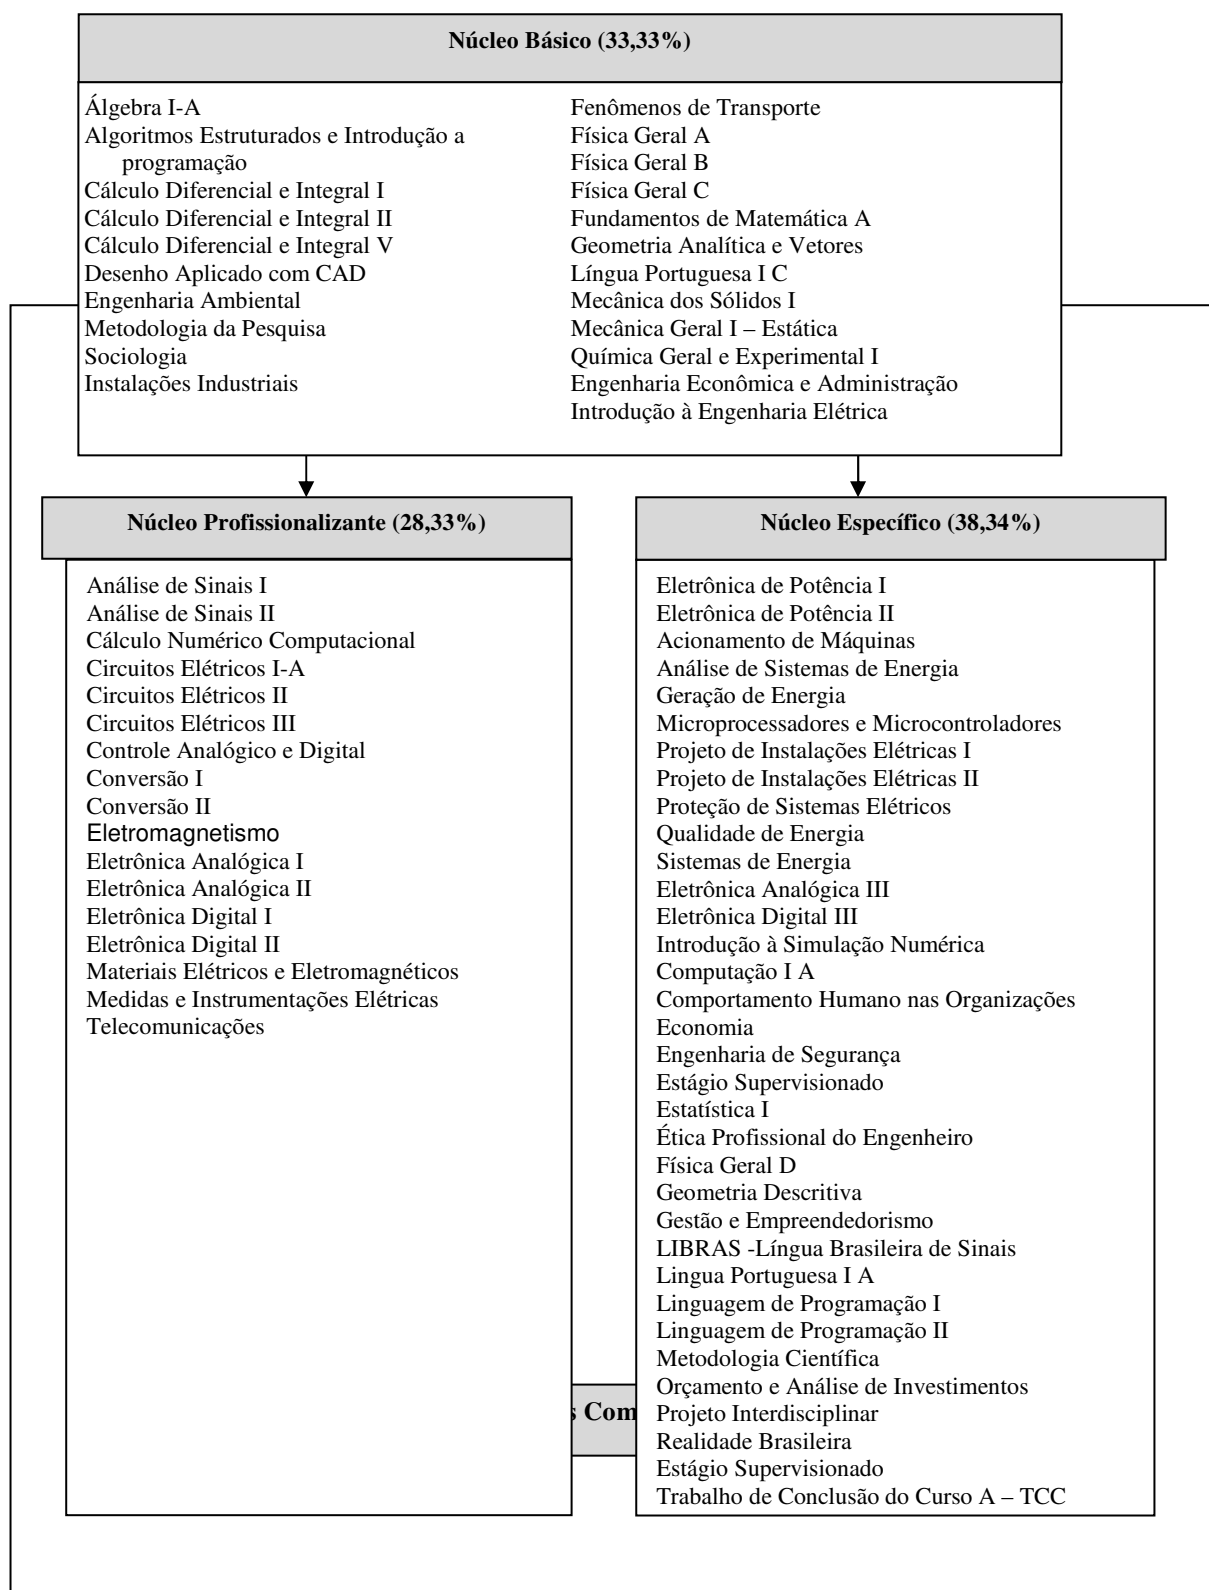 Núcleo Básico (33,33%)
Álgebra I-A
Algoritmos Estruturados e Introdução a
programação
Cálculo Diferencial e Integral I
Cálculo Diferencial e Integral II
Cálculo Diferencial e Integral V
Desenho Aplicado com CAD
Engenharia Ambiental
Metodologia da Pesquisa
Sociologia
Instalações Industriais
Fenômenos de Transporte
Física Geral A
Física Geral B
Física Geral C
Fundamentos de Matemática A
Geometria Analítica e Vetores
Língua Portuguesa I C
Mecânica dos Sólidos I
Mecânica Geral I – Estática
Química Geral e Experimental I
Engenharia Econômica e Administração
Introdução à Engenharia Elétrica
Núcleo Profissionalizante (28,33%)
Análise de Sinais I
Análise de Sinais II
Cálculo Numérico Computacional
Circuitos Elétricos I-A
Circuitos Elétricos II
Circuitos Elétricos III
Controle Analógico e Digital
Conversão I
Conversão II
Eletromagnetismo
Eletrônica Analógica I
Eletrônica Analógica II
Eletrônica Digital I
Eletrônica Digital II
Materiais Elétricos e Eletromagnéticos
Medidas e Instrumentações Elétricas
Telecomunicações
Núcleo Específico (38,34%)
Eletrônica de Potência I
Eletrônica de Potência II
Acionamento de Máquinas
Análise de Sistemas de Energia
Geração de Energia
Microprocessadores e Microcontroladores
Projeto de Instalações Elétricas I
Projeto de Instalações Elétricas II
Proteção de Sistemas Elétricos
Qualidade de Energia
Sistemas de Energia
Eletrônica Analógica III
Eletrônica Digital III
Introdução à Simulação Numérica
Computação I A
Comportamento Humano nas Organizações
Economia
Engenharia de Segurança
Estágio Supervisionado
Estatística I
Ética Profissional do Engenheiro
Física Geral D
Geometria Descritiva
Gestão e Empreendedorismo
LIBRAS -Língua Brasileira de Sinais
Lingua Portuguesa I A
Linguagem de Programação I
Linguagem de Programação II
Metodologia Científica
Orçamento e Análise de Investimentos
Projeto Interdisciplinar
Realidade Brasileira
Estágio Supervisionado
Trabalho de Conclusão do Curso A – TCC
s Com